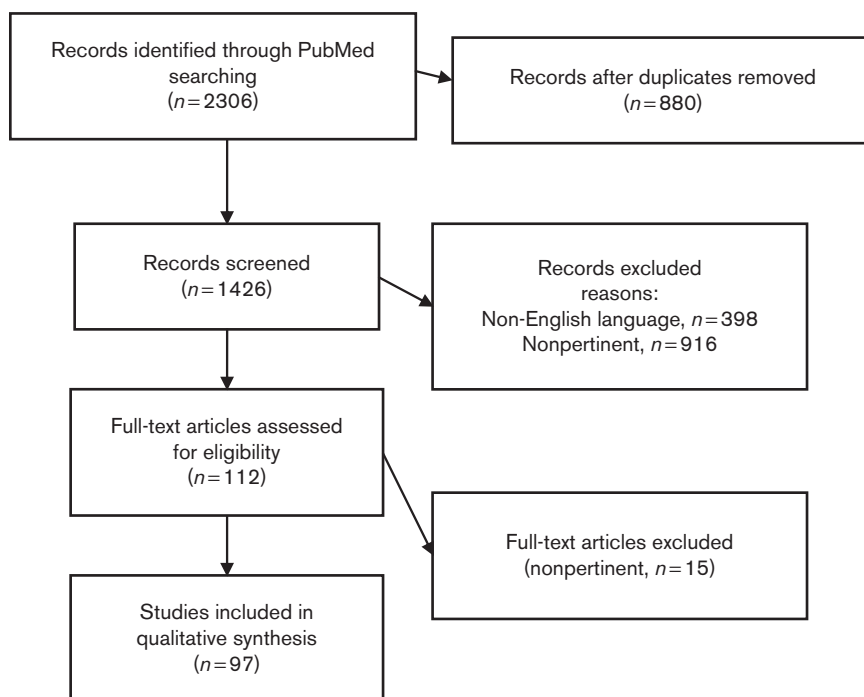 Records identified through PubMed
searching
(n=2306)
Records after duplicates removed
(n=880)
Records screened
(n=1426)
Records excluded
reasons:
Non-English language, n=398
Nonpertinent, n=916
Full-text articles assessed
for eligibility
(n=112)
Full-text articles excluded
(nonpertinent, n=15)
Studies included in
qualitative synthesis
(n=97)